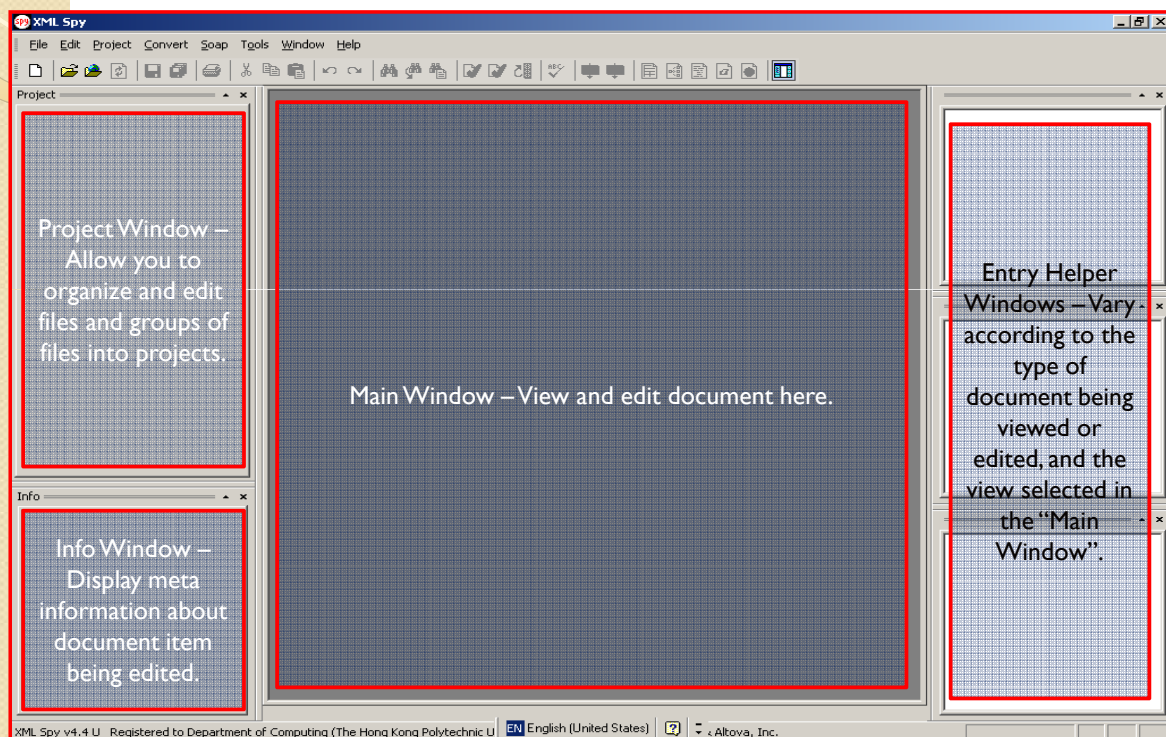 XML Spy
File Edit Project Convert Soap Tools Window Help
Project
Project Window –
Allow you to
organize and edit
files and groups of
files into projects.
Info
Info Window –
Display meta
information about
document item
being edited.
Main Window – View and edit document here.
Entry Helper
Windows – Vary
according to the
type of
document being
viewed or
edited, and the
view selected in
the “Main
Window”.
XML Spy v4.4 U Registered to Department of Computing (The Hong Kong Polytechnic U
EN English (United States)
Altova, Inc.